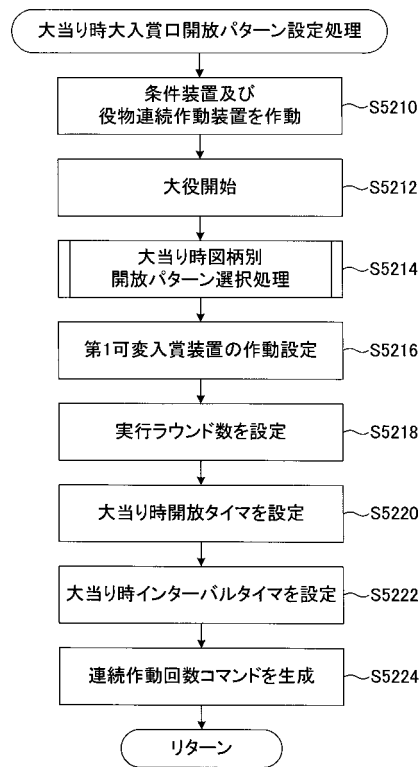 大当り時大入賞口開放パターン設定処理
条件装置及び
役物連続作動装置を作動
S5210
大役開始
S5212
大当り時図柄別
開放パターン選択処理
S5214
第1可変入賞装置の作動設定
S5216
実行ラウンド数を設定
S5218
大当り時開放タイマを設定
S5220
大当り時インターバルタイマを設定
S5222
連続作動回数コマンドを生成
S5224
リターン